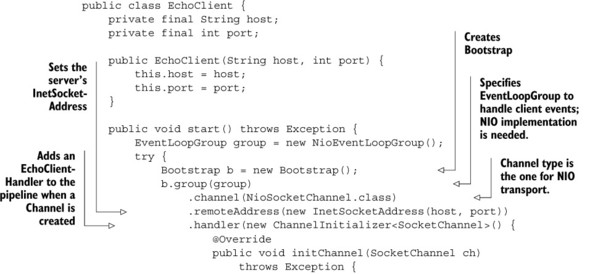 public class EchoClient {
private final String host;
private final int port;
public EchoClient(String host, int port) {
this.host = host;
this.port = port;
}
public void start() throws Exception {
EventLoopGroup group = new NioEventLoopGroup();
try {
Bootstrap b = new Bootstrap();
b.group(group)
.channel(NioSocketChannel.class)
.remoteAddress(new InetSocketAddress(host, port))
.handler(new ChannelInitializer<SocketChannel>() {
@Override
public void initChannel(SocketChannel ch)
throws Exception {
Sets the
server's
InetSocket-
Address
Adds an
EchoClient-
Handler to the
pipeline when a
Channel is
created
Creates
Bootstrap
Specifies
EventLoopGroup to
handle client events;
NIO implementation
is needed.
Channel type is
the one for NIO
transport.